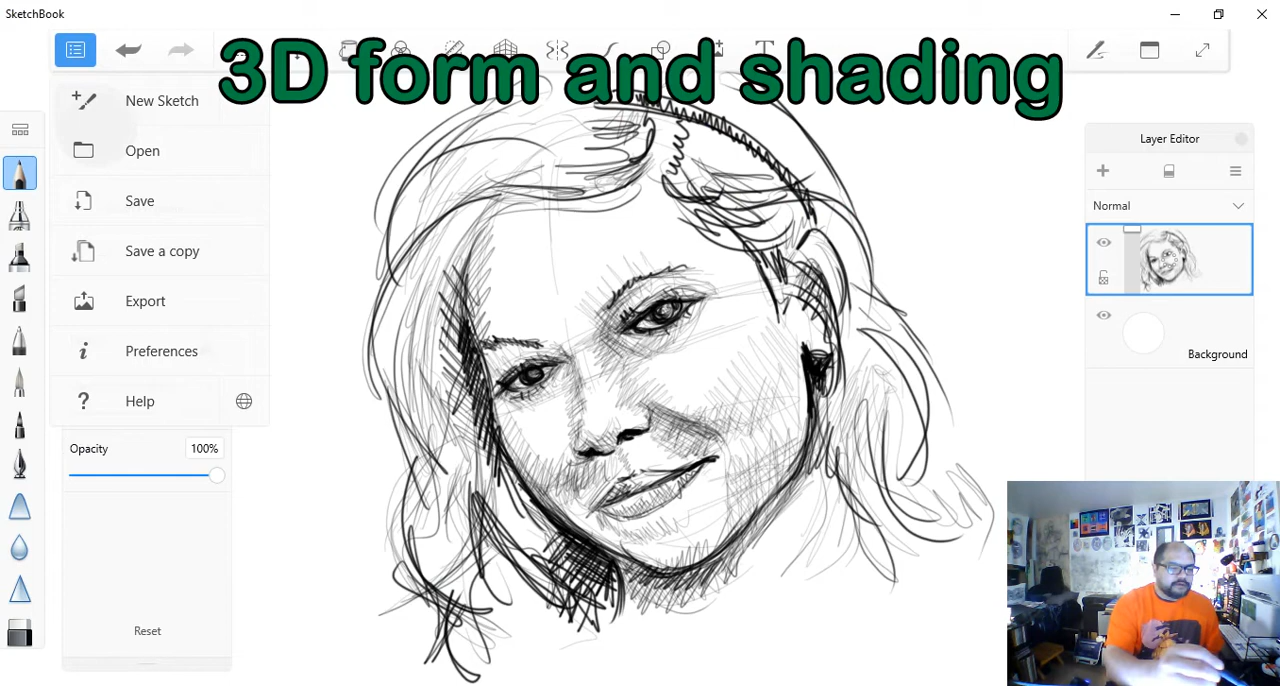 SketchBook
3D form and shading
New Sketch
Open
Save
Save a copy
Export
Preferences
Help
Opacity 100%
Reset
Layer Editor
Normal
Background